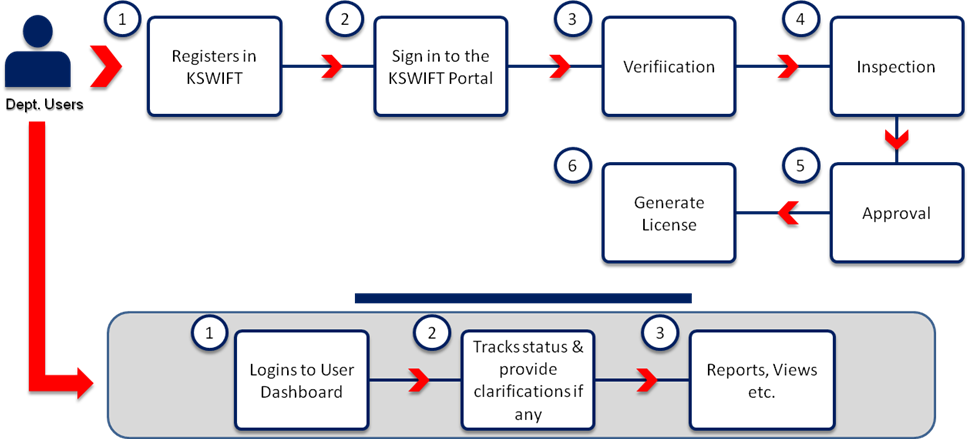 1
Registers in
KSWIFT
2
Sign in to the
KSWIFT Portal
3
Verifiication
4
Inspection
Dept. Users
6
Generate
License
5
Approval
1
Logins to User
Dashboard
2
Tracks status &
provide
clarifications if
any
3
Reports, Views
etc.